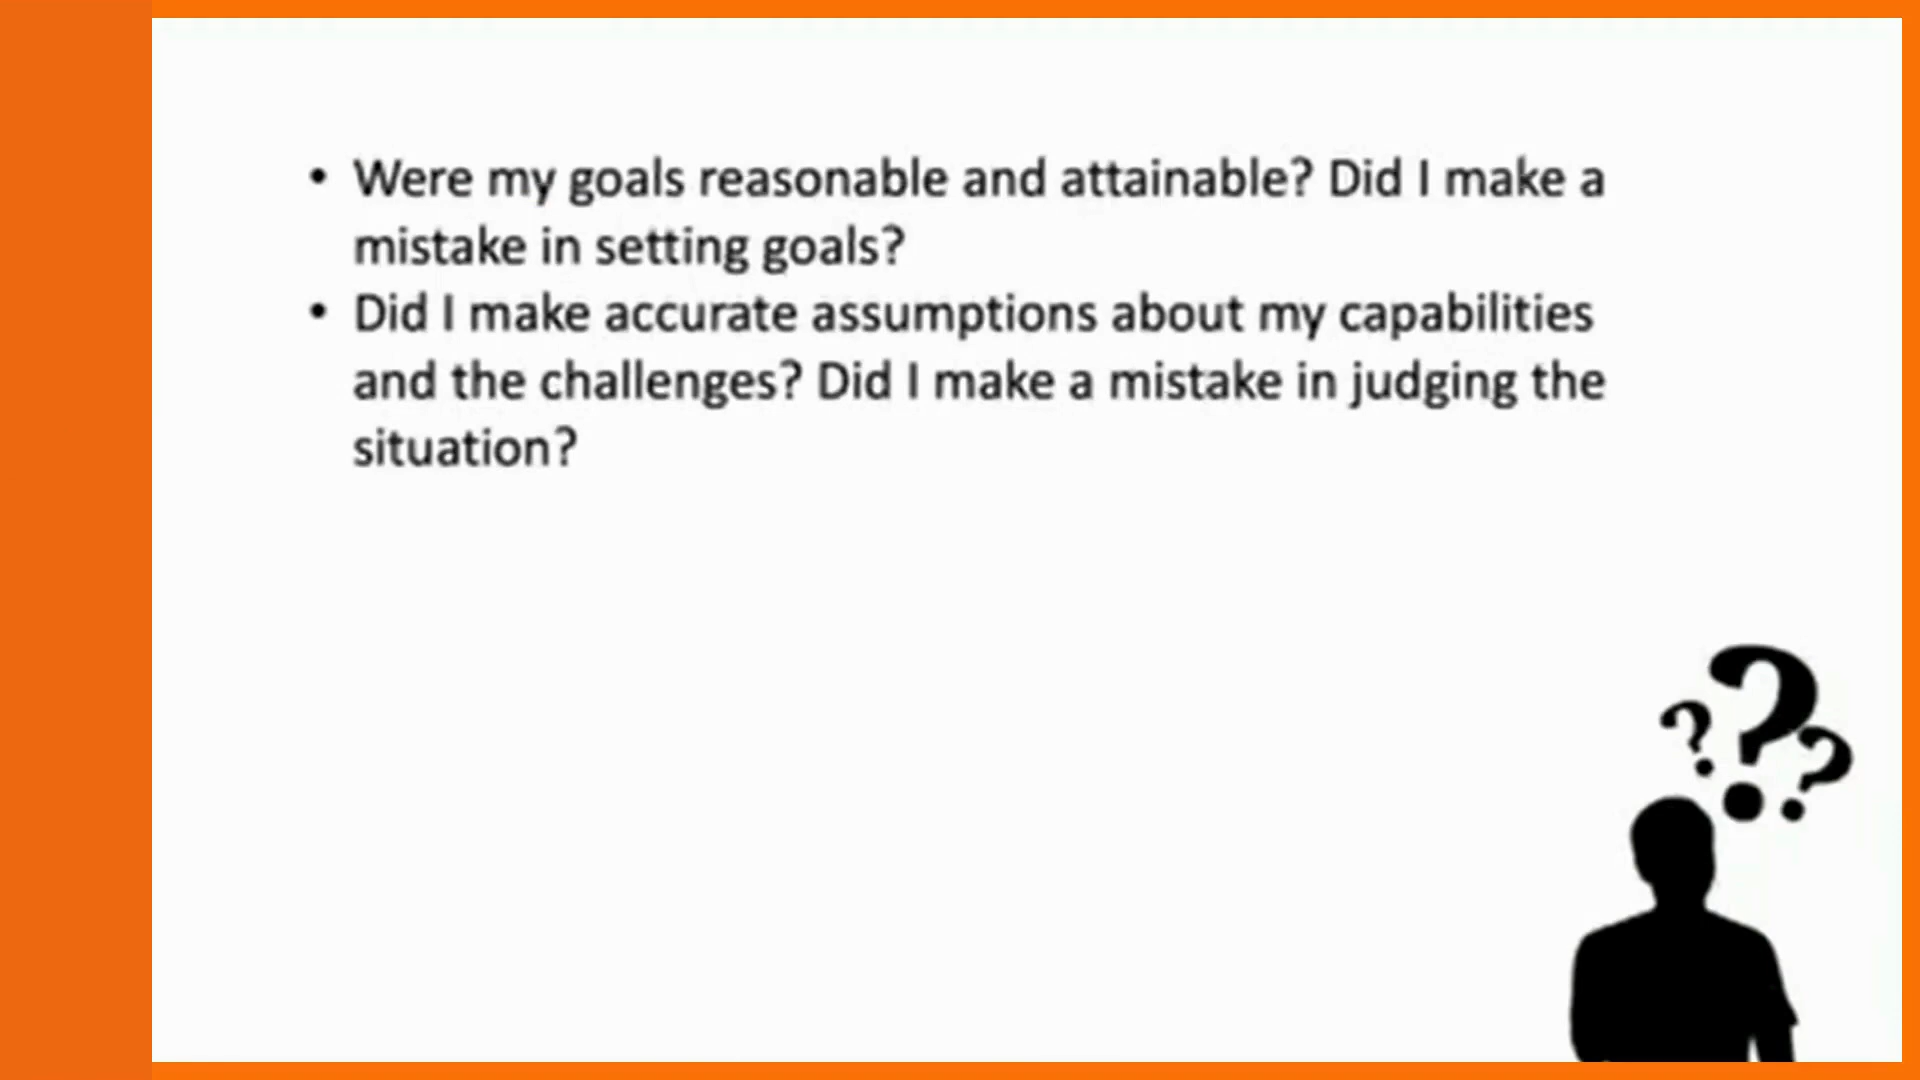 • Were my goals reasonable and attainable? Did I make a
mistake in setting goals?
• Did I make accurate assumptions about my capabilities
and the challenges? Did I make a mistake in judging the
situation?
? ? ?